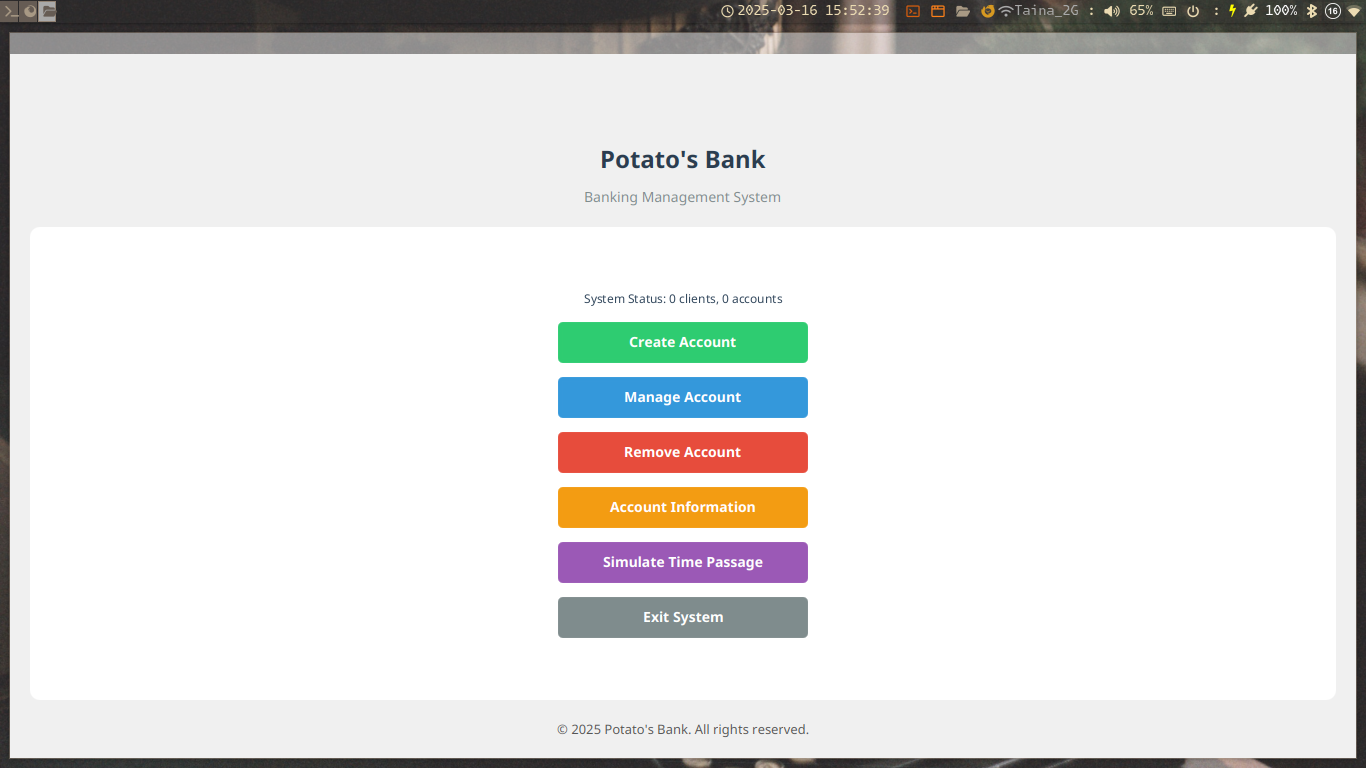 2025-03-16 15:52:39 Taina_2G : 65% : 100% 16
Potato's Bank
Banking Management System
System Status: 0 clients, 0 accounts
Create Account
Manage Account
Remove Account
Account Information
Simulate Time Passage
Exit System
© 2025 Potato's Bank. All rights reserved.